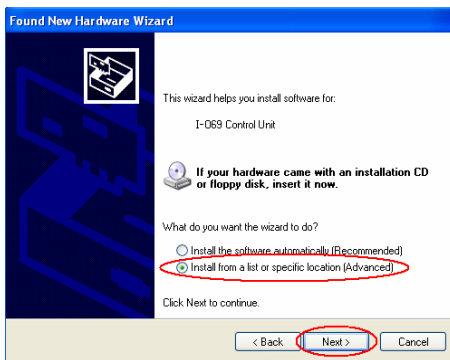 Found New Hardware Wizard
This wizard helps you install software for:
I-069 Control Unit
If your hardware came with an installation CD
or floppy disk, insert it now.
What do you want the wizard to do?
Install the software automatically (Recommended)
Install from a list or specific location (Advanced)
Click Next to continue.
< Back
Next >
Cancel